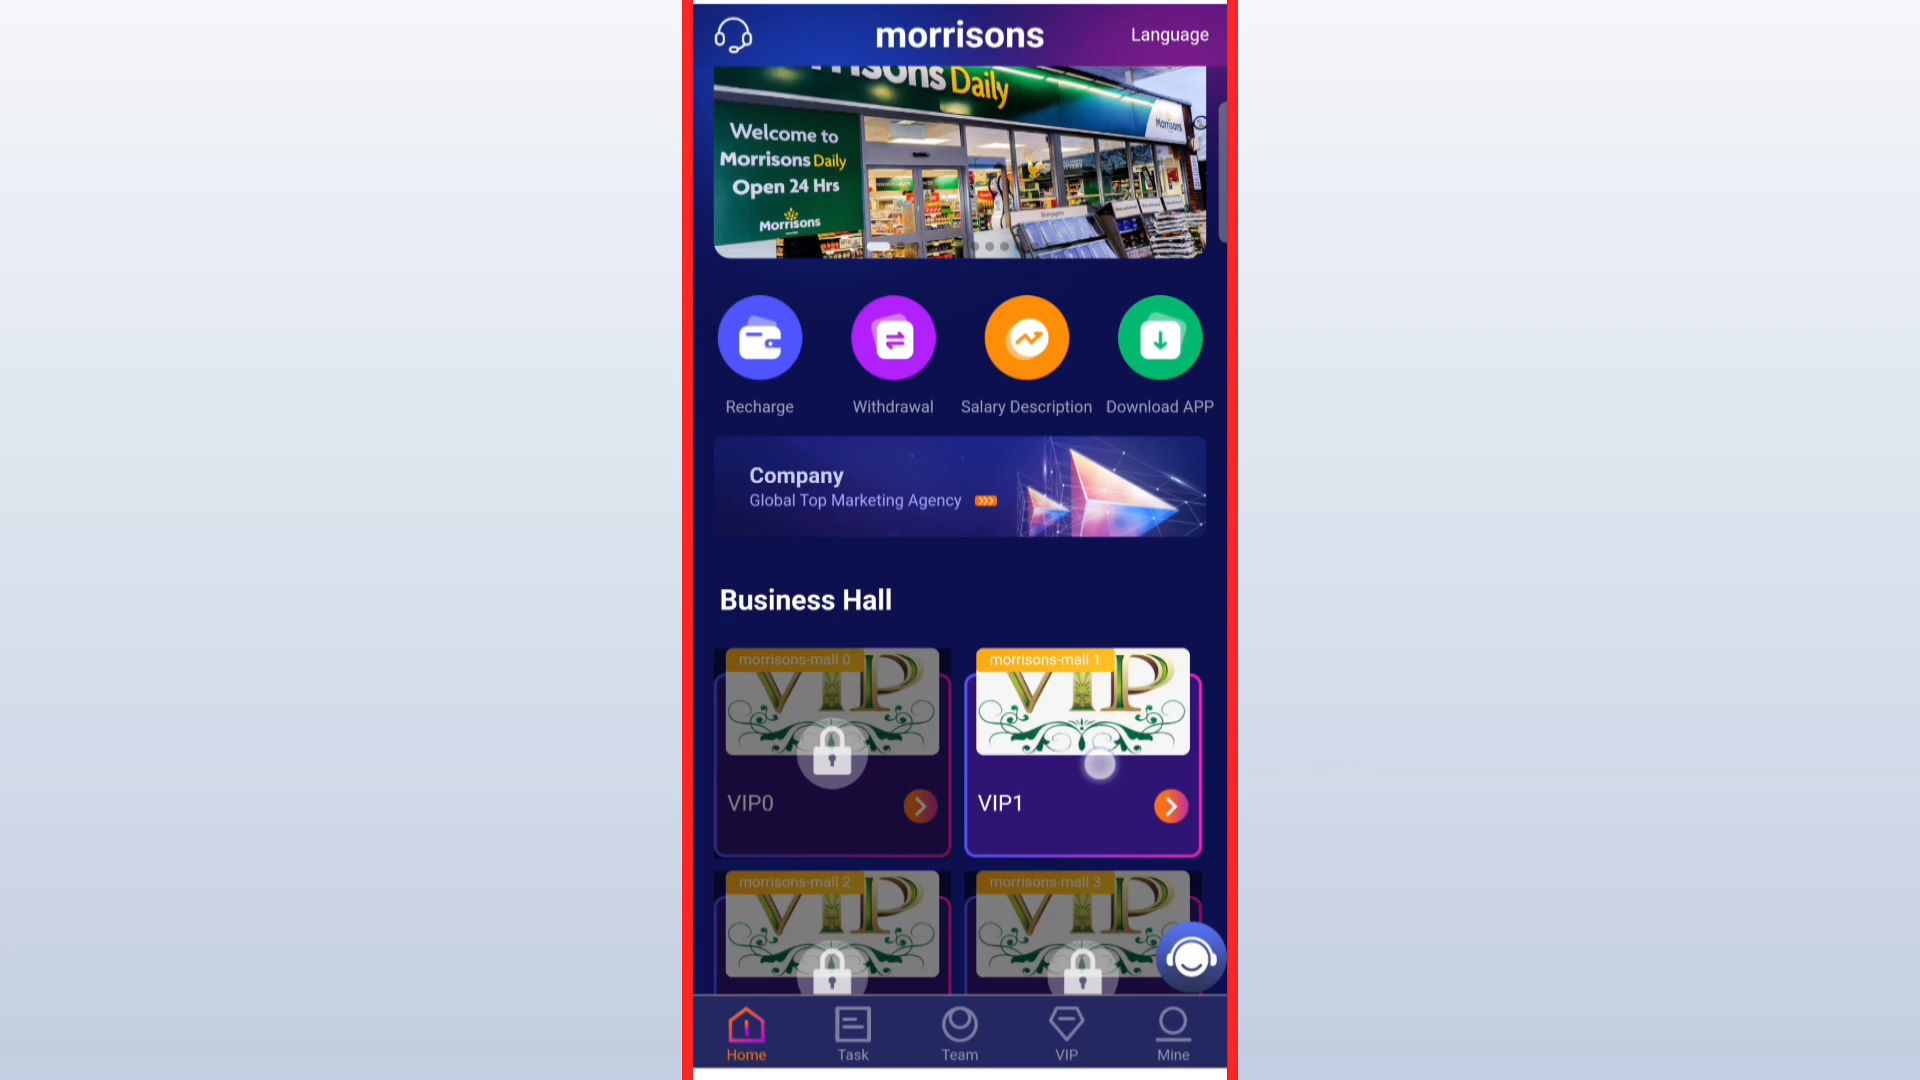 morrisons
Language
Daily
Welcome to
Morrisons Daily
Open 24 Hrs
Morrisons
Morrisons
Newspapers
Recharge
Withdrawal
Salary Description
Download APP
Company
Global Top Marketing Agency
Business Hall
morrisons-mall 0
VIP
VIP0
morrisons-mall 1
VIP
VIP1
morrisons-mall 2
VIP
morrisons-mall 3
VIP
Home
Task
Team
VIP
Mine